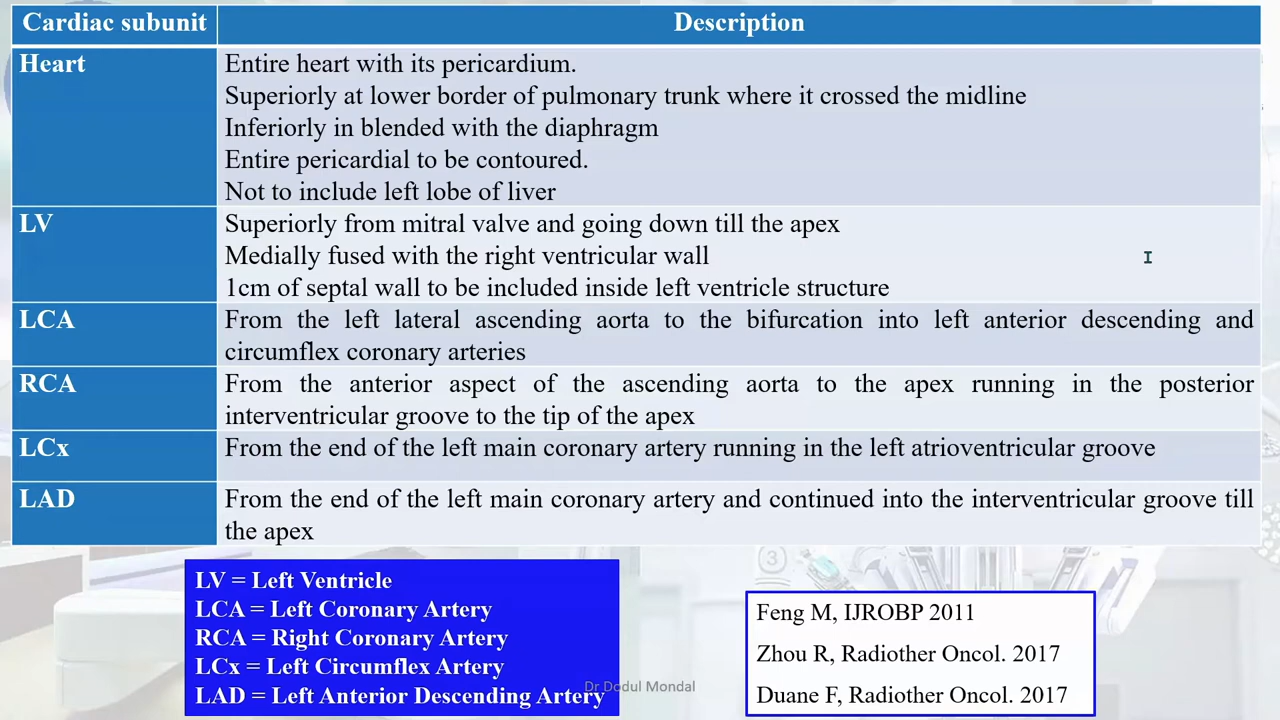 Cardiac subunit Description
Heart Entire heart with its pericardium.
Superiorly at lower border of pulmonary trunk where it crossed the midline
Inferiorly in blended with the diaphragm
Entire pericardial to be contoured.
Not to include left lobe of liver
LV Superiorly from mitral valve and going down till the apex
Medially fused with the right ventricular wall
1cm of septal wall to be included inside left ventricle structure
LCA From the left lateral ascending aorta to the bifurcation into left anterior descending and
circumflex coronary arteries
RCA From the anterior aspect of the ascending aorta to the apex running in the posterior
interventricular groove to the tip of the apex
LCx From the end of the left main coronary artery running in the left atrioventricular groove
LAD From the end of the left main coronary artery and continued into the interventricular groove till
the apex
LV = Left Ventricle
LCA = Left Coronary Artery
RCA = Right Coronary Artery
LCx = Left Circumflex Artery
LAD = Left Anterior Descending Artery
Dr Dodul Mondal
Feng M, IJROBP 2011
Zhou R, Radiother Oncol. 2017
Duane F, Radiother Oncol. 2017
3